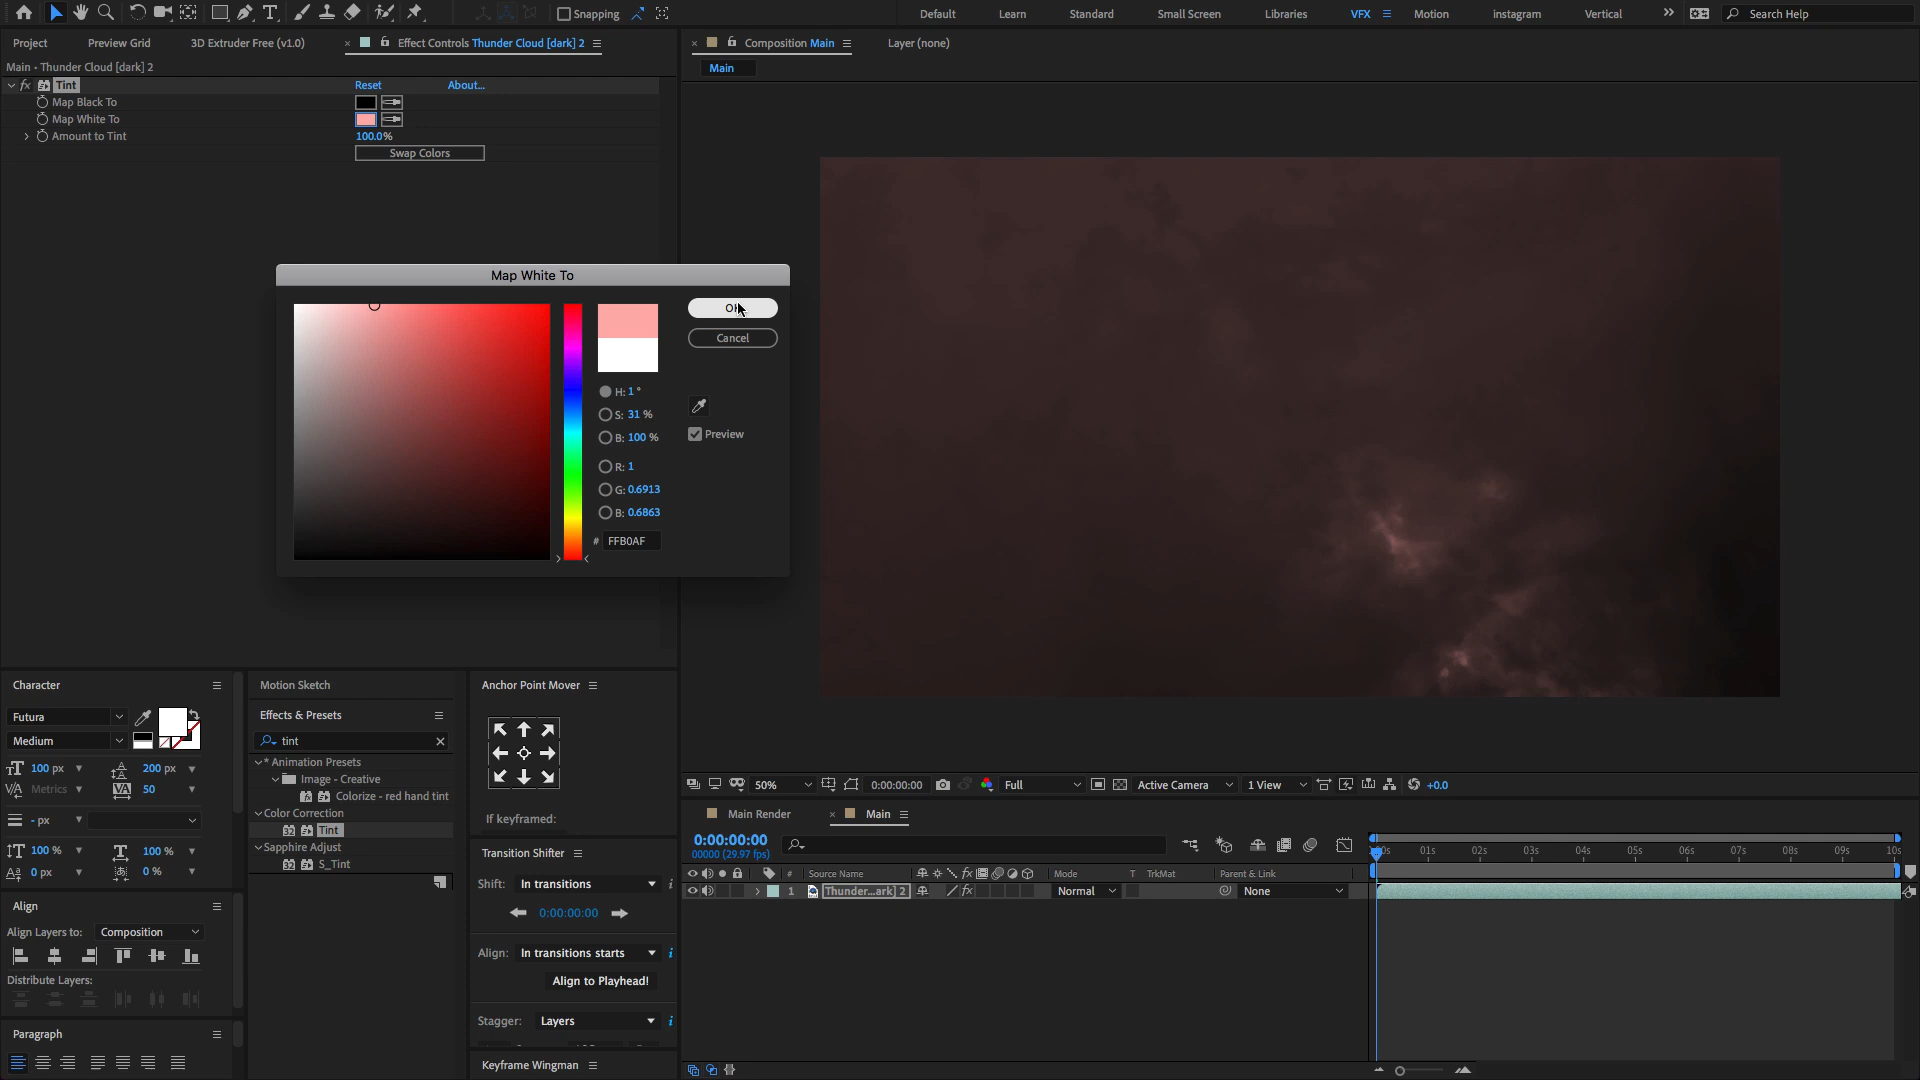 Snapping
Default
Learn
Standard
Small Screen
Libraries
VFX
Motion
instagram
Vertical
Search Help
Project
Preview Grid
3D Extruder Free (v1.0)
Effect Controls Thunder Cloud [dark] 2
Composition Main
Layer (none)
Main - Thunder Cloud [dark] 2
Main
fx Tint
Reset
About...
Map Black To
Map White To
Amount to Tint
100.0%
Swap Colors
Map White To
Cancel
H: 1 °
S: 31 %
B: 100 %
Preview
R: 1
G: 0.6913
B: 0.6863
# FFB0AF
Character
Futura
Medium
100 px
200 px
Metrics
50
- px
100 %
100 %
0 px
0 %
Align
Align Layers to:
Composition
Distribute Layers:
Paragraph
Motion Sketch
Effects & Presets
tint
* Animation Presets
Image - Creative
Colorize - red hand tint
Color Correction
Tint
Sapphire Adjust
S_Tint
Anchor Point Mover
If keyframed:
Transition Shifter
Shift:
In transitions
0:00:00:00
Align:
In transitions starts
Align to Playhead!
Stagger:
Layers
Keyframe Wingman
50%
0:00:00:00
Full
Active Camera
1 View
+0.0
Main Render
Main
0:00:00:00
00000 (29.97 fps)
# Source Name
Mode
T TrkMat
Parent & Link
1
Thunder...ark] 2
fx
Normal
None
01s
02s
03s
04s
05s
06s
07s
08s
09s
10s